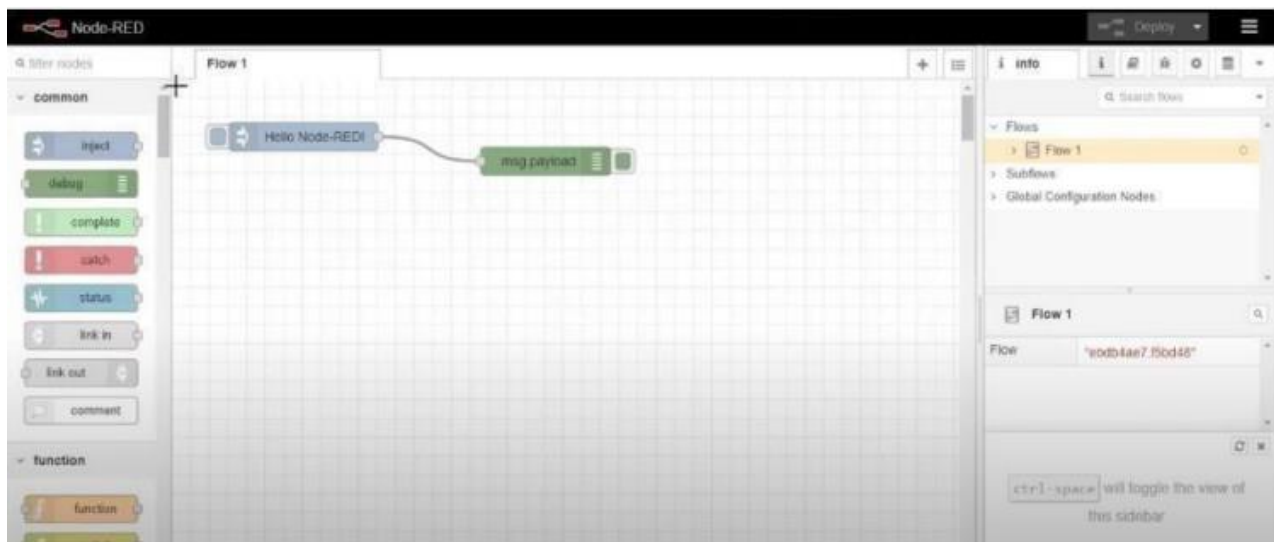 Node-RED
Deploy
filter nodes
Flow 1
info
Search flows
common
inject
debug
complete
catch
status
link in
link out
comment
function
function
Hello Node-RED!
msg.payload
Flows
Flow 1
Subflows
Global Configuration Nodes
Flow 1
Flow
ctrl-space will toggle the view of
this sidebar